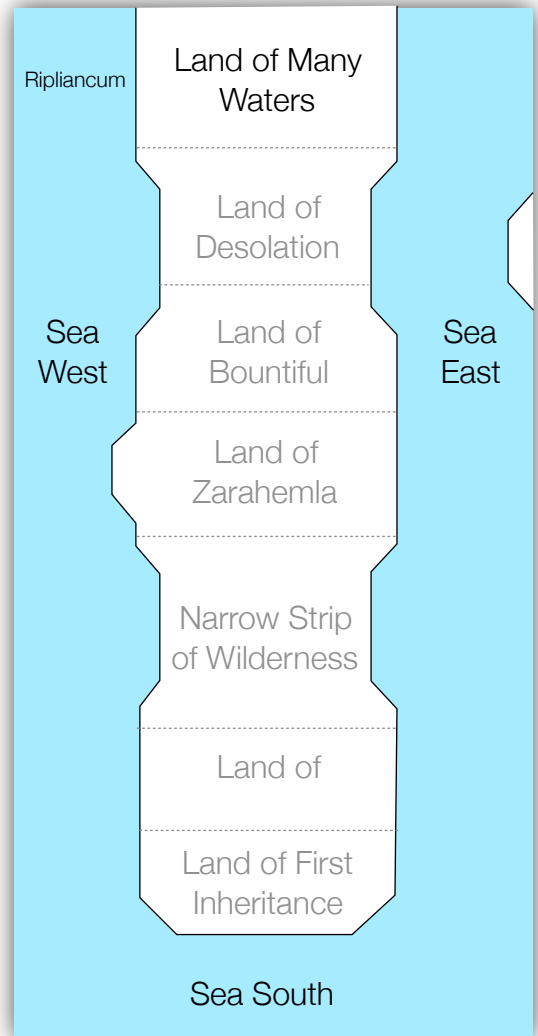 Land of Many
Waters
Ripliancum
Land of
Desolation
Sea
West
Land of
Bountiful
Sea
East
Land of
Zarahemla
Narrow Strip
of Wilderness
Land of
Land of First
Inheritance
Sea South